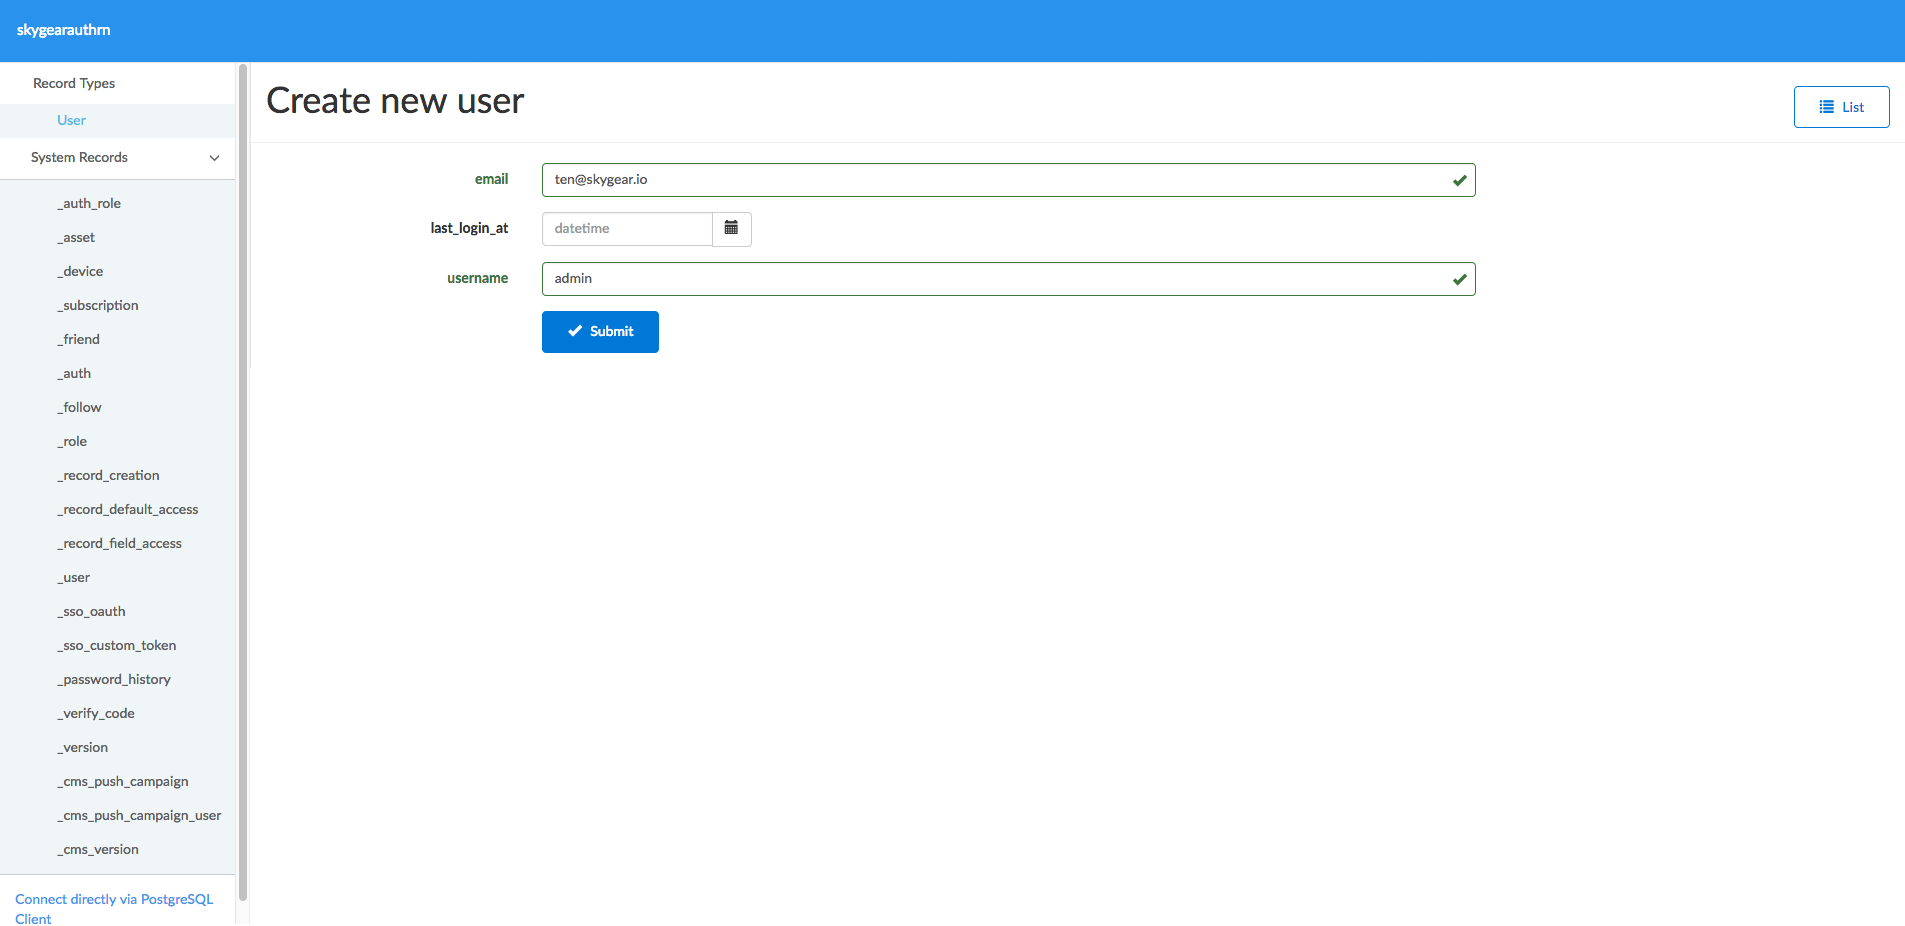 skygearauthrn
Record Types
User
System Records
_auth_role
_asset
_device
_subscription
_friend
_auth
_follow
_role
_record_creation
_record_default_access
_record_field_access
_user
_sso_oauth
_sso_custom_token
_password_history
_verify_code
_version
_cms_push_campaign
_cms_push_campaign_user
_cms_version
Connect directly via PostgreSQL
Client
Create new user
List
email
ten@skygear.io
last_login_at
datetime
username
admin
Submit